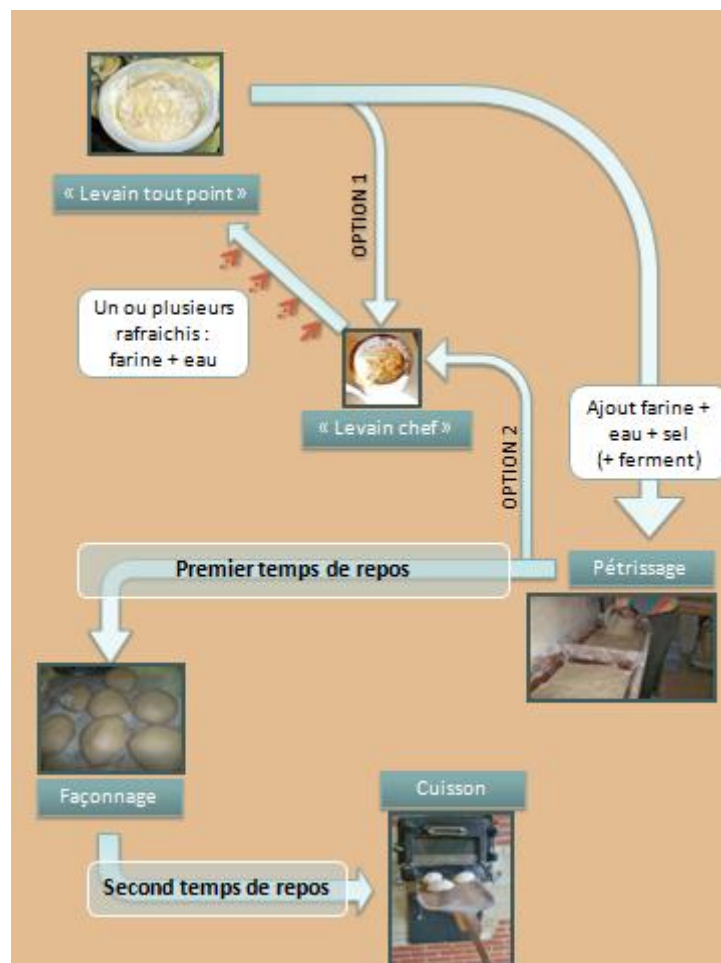 « Levain tout point »
OPTION 1
Un ou plusieurs
rafraichis :
farine + eau
« Levain chef »
OPTION 2
Ajout farine +
eau + sel
(+ ferment)
Premier temps de repos
Pétrissage
Façonnage
Cuisson
Second temps de repos